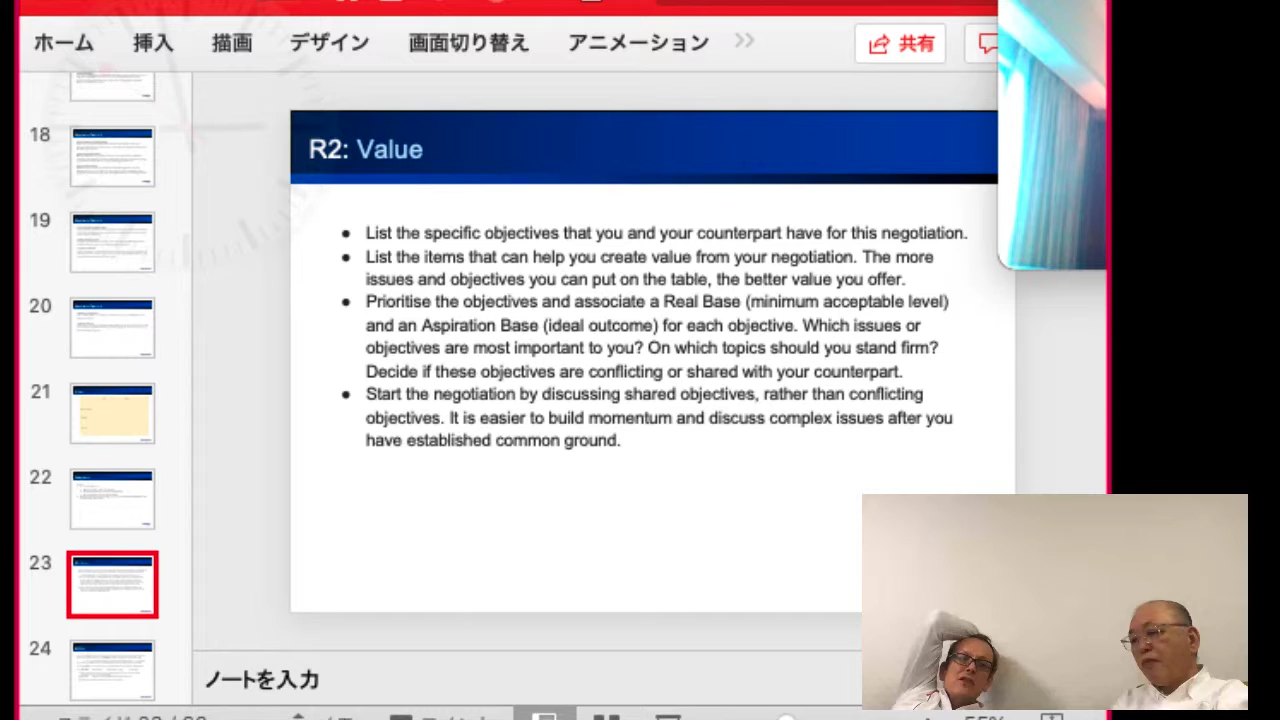 ホーム 挿入 描画 デザイン 画面切り替え アニメーション
共有
18
19
20
21
22
23
24
R2: Value
List the specific objectives that you and your counterpart have for this negotiation.
List the items that can help you create value from your negotiation. The more
issues and objectives you can put on the table, the better value you offer.
Prioritise the objectives and associate a Real Base (minimum acceptable level)
and an Aspiration Base (ideal outcome) for each objective. Which issues or
objectives are most important to you? On which topics should you stand firm?
Decide if these objectives are conflicting or shared with your counterpart.
Start the negotiation by discussing shared objectives, rather than conflicting
objectives. It is easier to build momentum and discuss complex issues after you
have established common ground.
ノートを入力